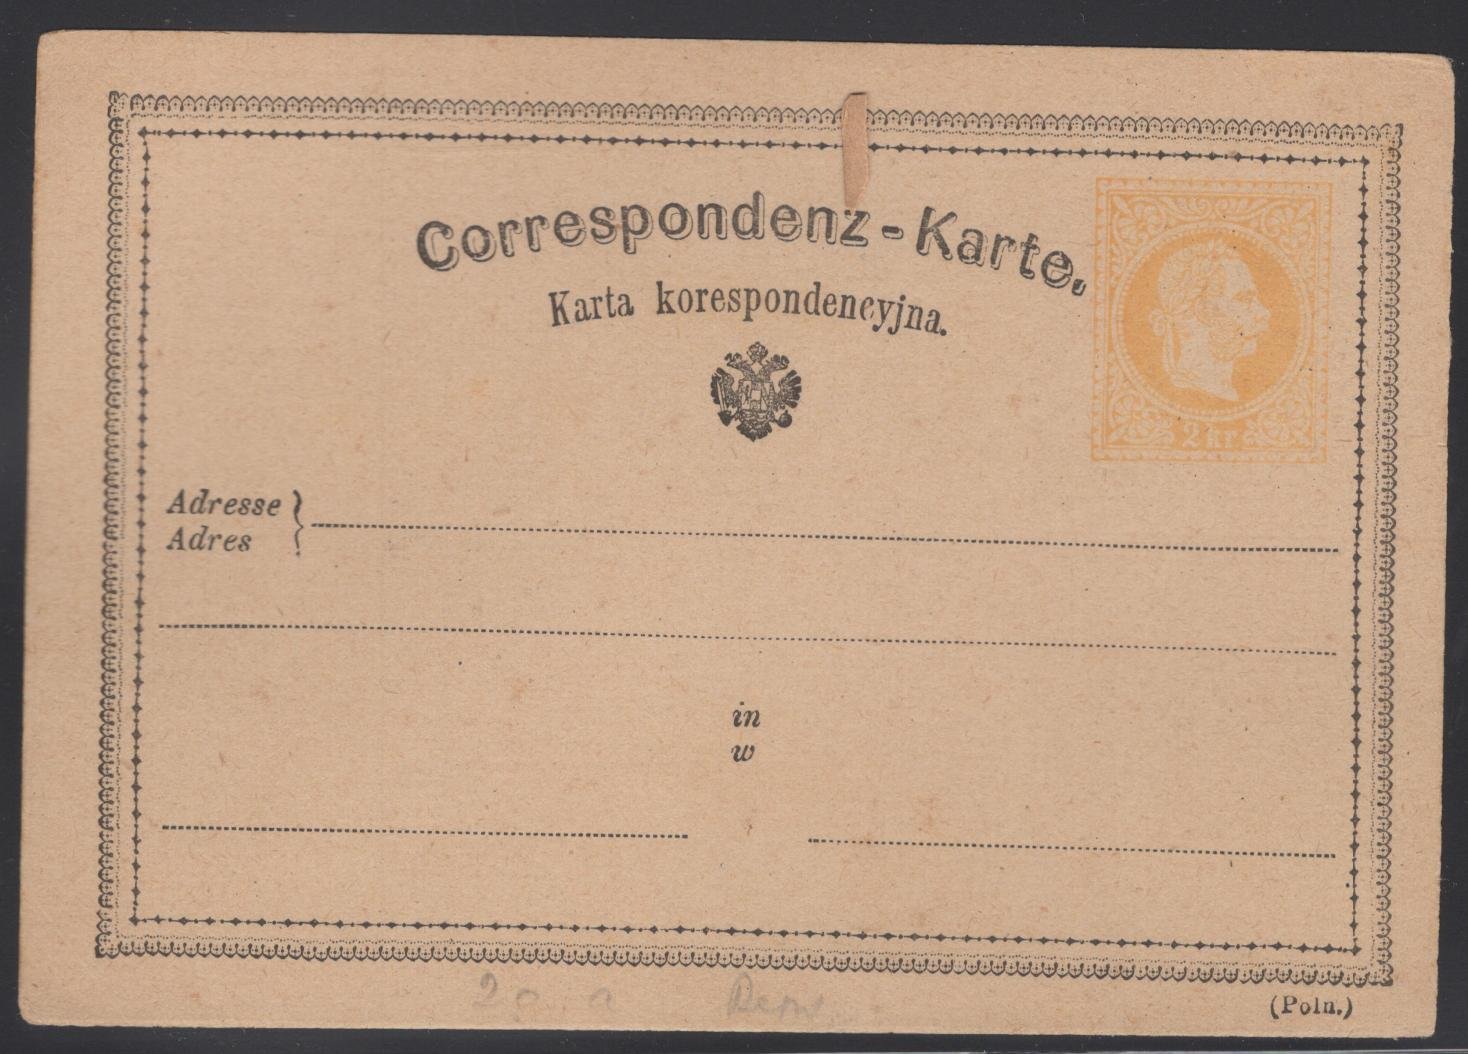 Correspondenz-Karte.
Karta korespondencyjna.
2 kr
Adresse
Adres
in
w
(Poln.)